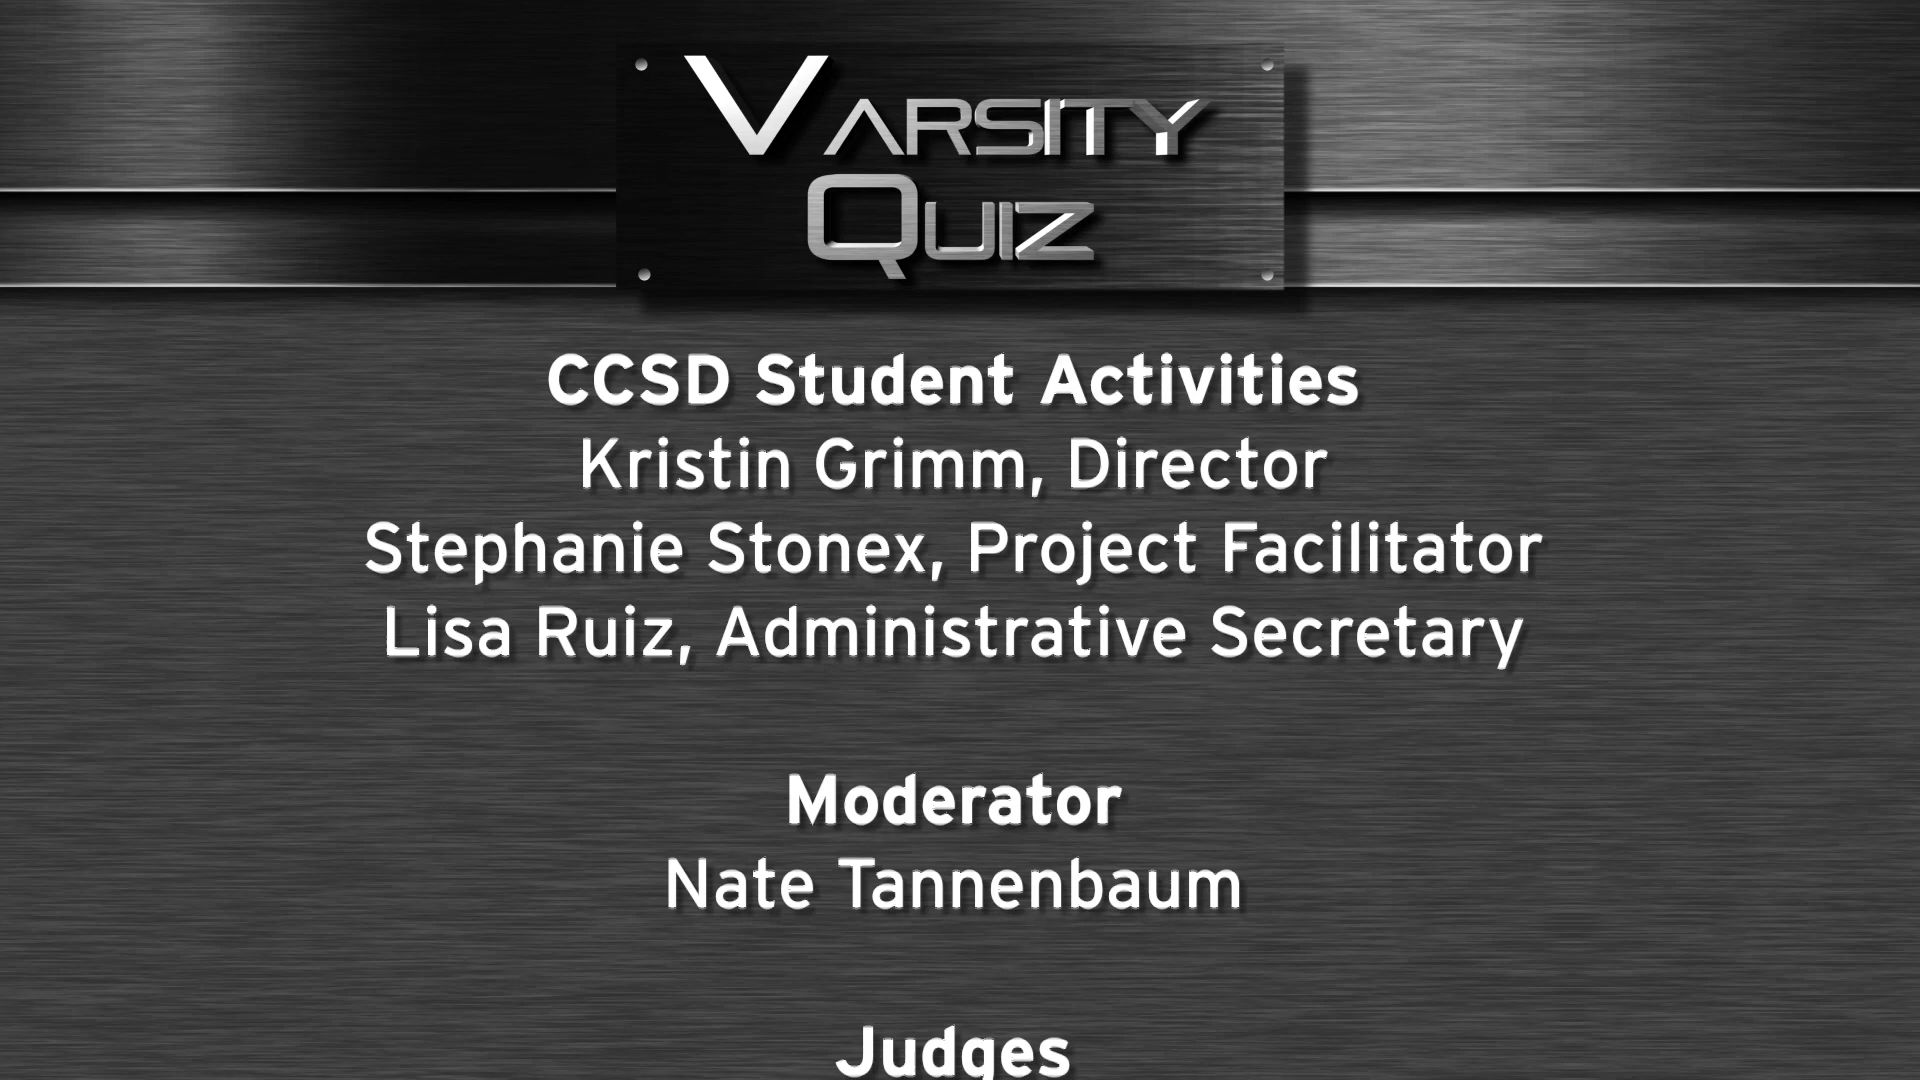 VARSITY
QUIZ
CCSD Student Activities
Kristin Grimm, Director
Stephanie Stonex, Project Facilitator
Lisa Ruiz, Administrative Secretary
Moderator
Nate Tannenbaum
Judges